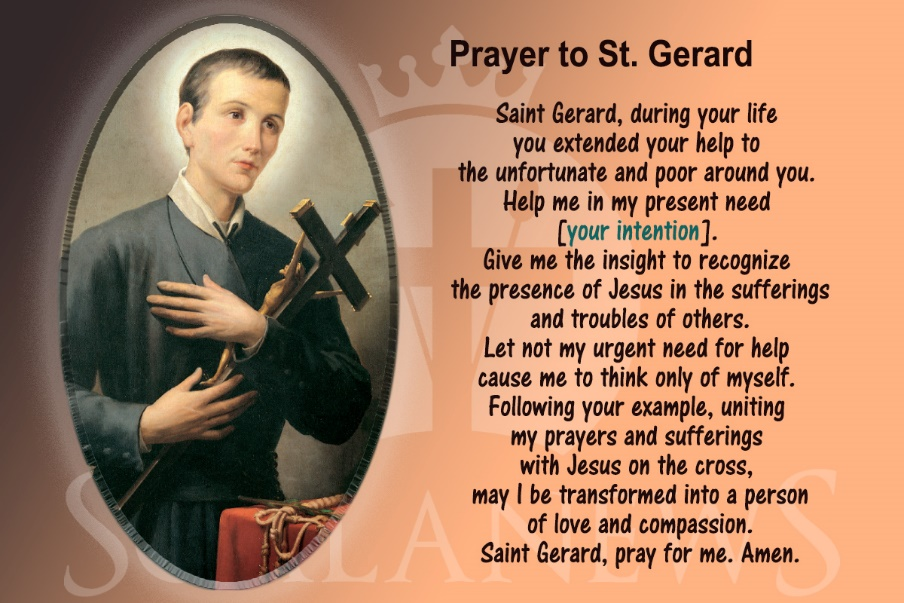 Prayer to St. Gerard
Saint Gerard, during your life
you extended your help to
the unfortunate and poor around you.
Help me in my present need
[your intention].
Give me the insight to recognize
the presence of Jesus in the sufferings
and troubles of others.
Let not my urgent need for help
cause me to think only of myself.
Following your example, uniting
my prayers and sufferings
with Jesus on the cross,
may I be transformed into a person
of love and compassion.
Saint Gerard, pray for me. Amen.